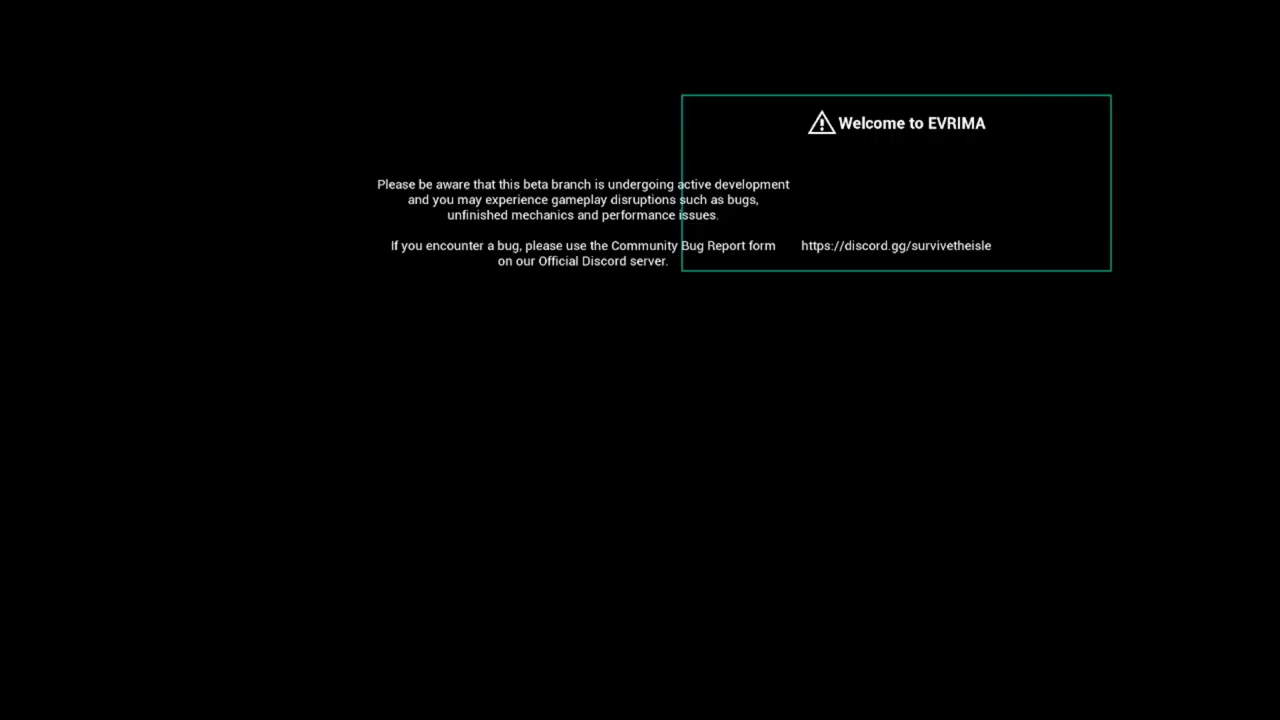 Welcome to EVRIMA
Please be aware that this beta branch is undergoing active development
and you may experience gameplay disruptions such as bugs,
unfinished mechanics and performance issues.
If you encounter a bug, please use the Community Bug Report form
on our Official Discord server.
https://discord.gg/survivetheisle